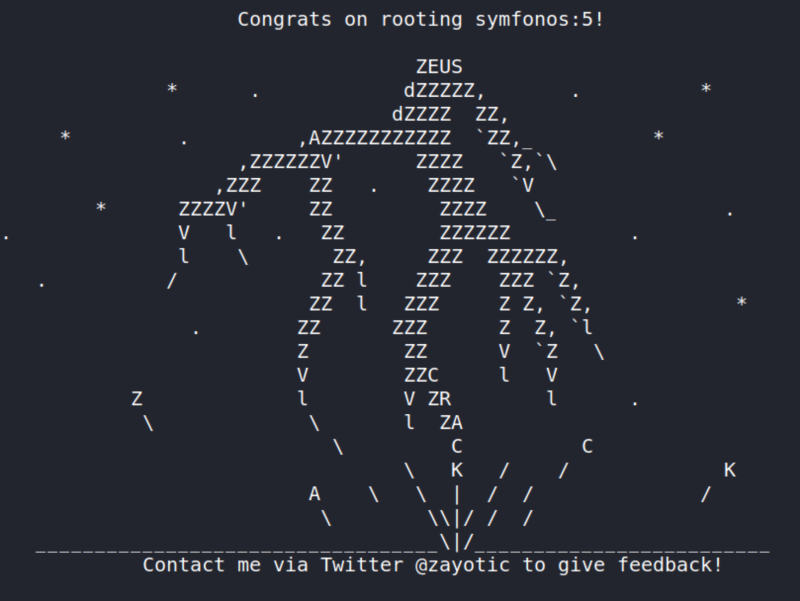 Congrats on rooting symfonos:5!
ZEUS
*      .            dZZZZZ,       .          *
dZZZZ  ZZ,
*         .         ,AZZZZZZZZZZZ  `ZZ,_          *
,ZZZZZZV'      ZZZZ   `Z,`\
,ZZZ    ZZ   .    ZZZZ   `V
*      ZZZZV'     ZZ         ZZZZ    \_              .
.              V   l   .   ZZ        ZZZZZZ          .
l    \       ZZ,     ZZZ  ZZZZZZ,
.          /            ZZ l    ZZZ    ZZZ `Z,
ZZ  l   ZZZ     Z Z, `Z,            *
.        ZZ      ZZZ      Z  Z, `l
Z        ZZ      V  `Z   \
V        ZZC     l   V
Z             l        V ZR        l      .
\             \       l  ZA
\         C          C
\   K   /    /             K
A    \   \  |  /  /              /
\        \\|/ /  /
__________________________________\|/_________________________
Contact me via Twitter @zayotic to give feedback!